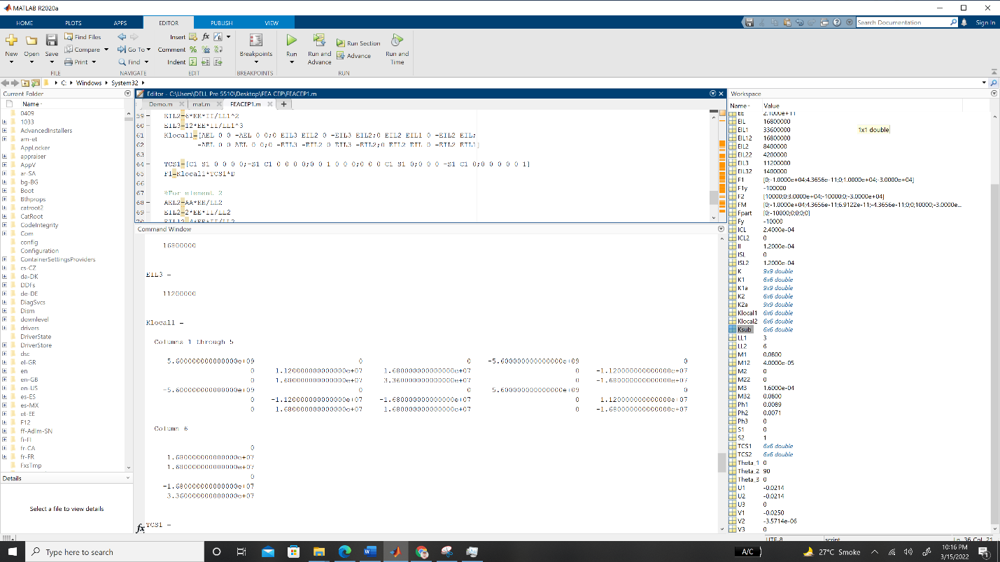 MATLAB R2020a
HOME PLOTS APPS EDITOR PUBLISH VIEW Search Documentation Sign In
New Open Save Find Files Compare Print Go To Find Insert fx Comment Indent Breakpoints Run Run and Advance Run Section Advance Run and Time
FILE NAVIGATE EDIT BREAKPOINTS RUN
C: Windows System32
Current Folder
Name
0409
1033
AdvancedInstallers
am-et
AppLocker
appraiser
AppV
ar-SA
bg-BG
Boot
Bthprops
catroot2
CatRoot
CodeIntegrity
Com
config
Configuration
ContainerSettingsProviders
cs-CZ
da-DK
DDFs
de-DE
DiagSvcs
Dism
downlevel
drivers
DriverState
DriverStore
dsc
el-GR
en
en-GB
en-US
es-ES
es-MX
et-EE
F12
ff-Adlm-SN
fi-FI
fr-CA
fr-FR
FxsTmp
Details
Select a file to view details
Editor - C:\Users\DELL Pre 5510\Desktop\FEA CEP\FEACEP1.m
Demo.m mat.m FEACEP1.m +
59 EIL2=6*EE*II/LL1^2
60 EIL3=12*EE*II/LL1^3
61 Klocal1=[AEL 0 0 -AEL 0 0;0 EIL3 EIL2 0 -EIL3 EIL2;0 EIL2 EIL1 0 -EIL2 EIL;
62 -AEL 0 0 AEL 0 0;0 -EIL3 -EIL2 0 EIL3 -EIL2;0 EIL2 EIL 0 -EIL2 EIL1]
63
64 TCS1=[C1 S1 0 0 0 0;-S1 C1 0 0 0 0;0 0 1 0 0 0;0 0 0 C1 S1 0;0 0 0 -S1 C1 0;0 0 0 0 0 1]
65 F1=Klocal1*TCS1*D
66
67 %For element 2
68 AEL2=AA*EE/LL2
69 EIL2=2*EE*II/LL2
70 EIL12=4*EE*II/LL2
Command Window
16800000
EIL3 =
11200000
Klocal1 =
Columns 1 through 5
5.600000000000000e+09 0 0 -5.600000000000000e+09 0
0 1.120000000000000e+07 1.680000000000000e+07 0 -1.120000000000000e+07
0 1.680000000000000e+07 3.360000000000000e+07 0 -1.680000000000000e+07
-5.600000000000000e+09 0 0 5.600000000000000e+09 0
0 -1.120000000000000e+07 -1.680000000000000e+07 0 1.120000000000000e+07
0 1.680000000000000e+07 1.680000000000000e+07 0 -1.680000000000000e+07
Column 6
0
1.680000000000000e+07
1.680000000000000e+07
0
-1.680000000000000e+07
3.360000000000000e+07
fx TCS1 =
Workspace
Name Value
EE 2.1000e+11
EIL 16800000
1x1 double
EIL1 33600000
EIL12 16800000
EIL2 8400000
EIL22 4200000
EIL3 11200000
EIL32 1400000
F1 [0;-1.0000e+04;4.3656e-11;0;1.0000e+04;-3.0000e+04]
F1y -100000
F2 [10000;0;3.0000e+04;-10000;0;-3.0000e+04]
FM [0;-1.0000e+04;4.3656e-11;6.9122e-11;-4.3656e-11;0;0;10000;-3.0000e...
Fpart [0;-10000;0;0;0;0]
Fy -10000
ICL 2.4000e-04
ICL2 0
II 1.2000e-04
ISL 0
ISL2 1.2000e-04
K 9x9 double
K1 6x6 double
K1a 9x9 double
K2 6x6 double
K2a 9x9 double
Klocal1 6x6 double
Klocal2 6x6 double
Ksub 6x6 double
LL1 3
LL2 6
M1 0.0800
M12 4.0000e-05
M2 0
M22 0
M3 1.6000e-04
M32 0.0800
Ph1 0.0089
Ph2 0.0071
Ph3 0
S1 0
S2 1
TCS1 6x6 double
TCS2 6x6 double
Theta_1 0
Theta_2 90
Theta_3 0
U1 -0.0214
U2 -0.0214
U3 0
V1 -0.0250
V2 -3.5714e-06
V3 0
UTF-8 script Ln 36 Col 21
Type here to search A/C 27°C Smoke 10:16 PM
3/15/2022